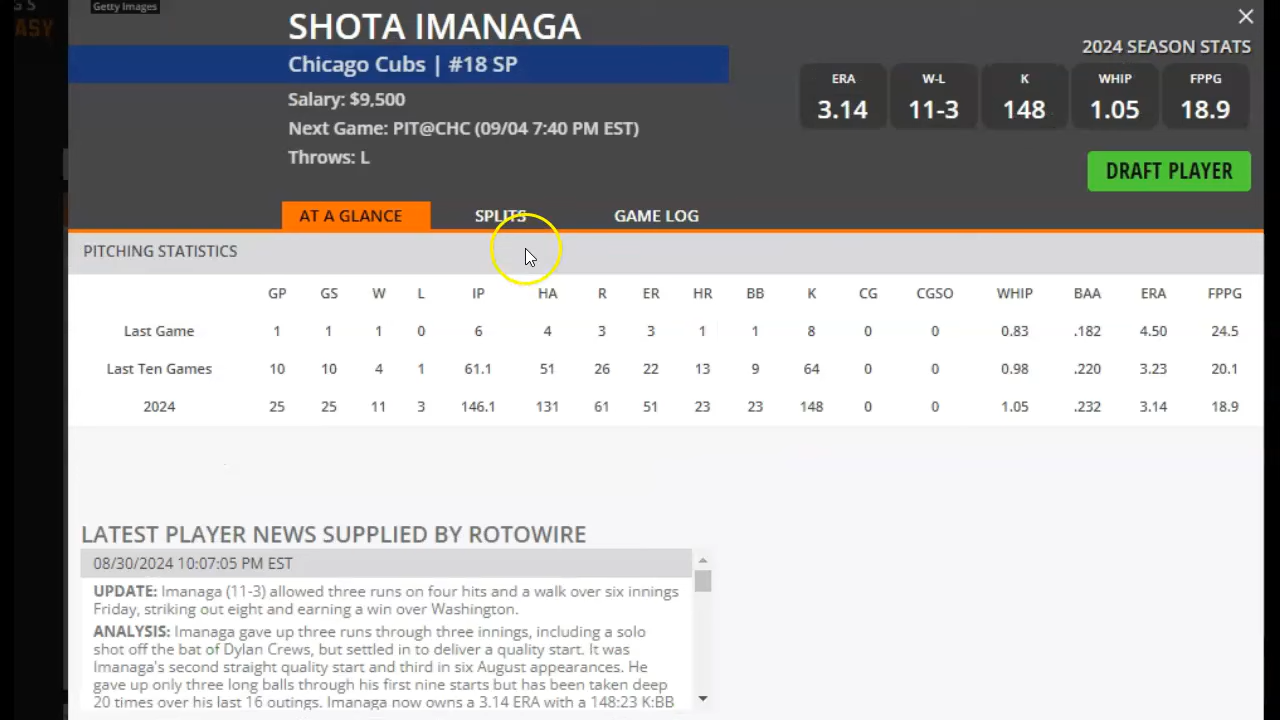 G S
ASY
Getty Images
SHOTA IMANAGA
Chicago Cubs | #18 SP
Salary: $9,500
Next Game: PIT@CHC (09/04 7:40 PM EST)
Throws: L
2024 SEASON STATS
ERA W-L K WHIP FPPG
3.14 11-3 148 1.05 18.9
DRAFT PLAYER
AT A GLANCE SPLITS GAME LOG
PITCHING STATISTICS
GP GS W L IP HA R ER HR BB K CG CGSO WHIP BAA ERA FPPG
Last Game 1 1 1 0 6 4 3 3 1 1 8 0 0 0.83 .182 4.50 24.5
Last Ten Games 10 10 4 1 61.1 51 26 22 13 9 64 0 0 0.98 .220 3.23 20.1
2024 25 25 11 3 146.1 131 61 51 23 23 148 0 0 1.05 .232 3.14 18.9
LATEST PLAYER NEWS SUPPLIED BY ROTOWIRE
08/30/2024 10:07:05 PM EST
UPDATE: Imanaga (11-3) allowed three runs on four hits and a walk over six innings
Friday, striking out eight and earning a win over Washington.
ANALYSIS: Imanaga gave up three runs through three innings, including a solo
shot off the bat of Dylan Crews, but settled in to deliver a quality start. It was
Imanaga's second straight quality start and third in six August appearances. He
gave up only three long balls through his first nine starts but has been taken deep
20 times over his last 16 outings. Imanaga now owns a 3.14 ERA with a 148:23 K:BB